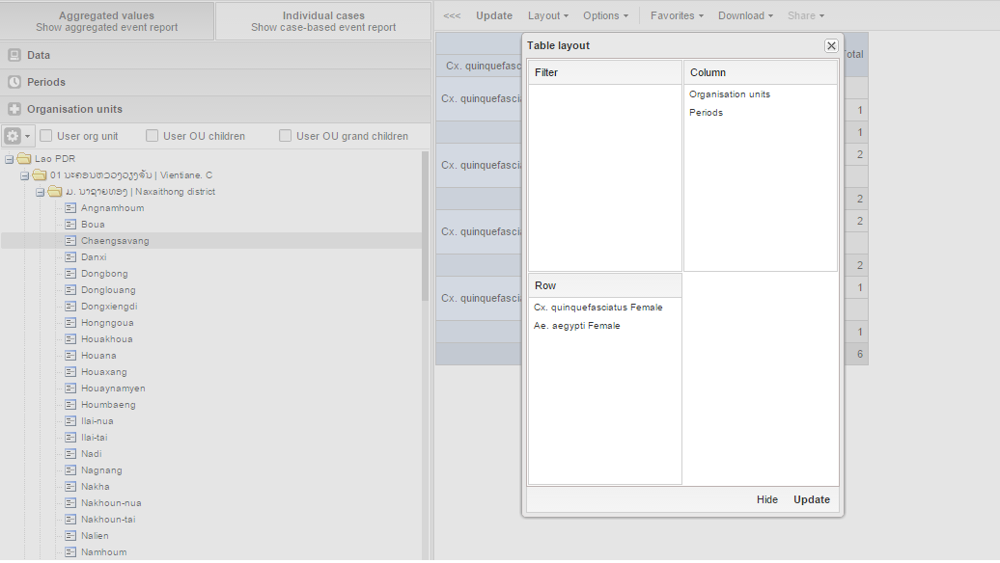 Aggregated values
Show aggregated event report
Individual cases
Show case-based event report
<<< Update Layout Options Favorites Download Share
Data
Periods
Organisation units
User org unit User OU children User OU grand children
Lao PDR
01 ນະຄອນຫລວງວຽງຈັນ | Vientiane. C
ມ. ນາຊາຍທອງ | Naxaithong district
Angnamhoum
Boua
Chaengsavang
Danxi
Dongbong
Donglouang
Dongxiengdi
Hongngoua
Houakhoua
Houana
Houaxang
Houaynamyen
Houmbaeng
Ilai-nua
Ilai-tai
Nadi
Nagnang
Nakha
Nakhoun-nua
Nakhoun-tai
Nalien
Namhoum
Cx. quinquefasc
Cx. quinquefascia
Cx. quinquefascia
Cx. quinquefascia
Cx. quinquefascia
Table layout
Filter
Column
Organisation units
Periods
Row
Cx. quinquefasciatus Female
Ae. aegypti Female
Hide Update
otal
1
1
2
2
2
2
1
1
6